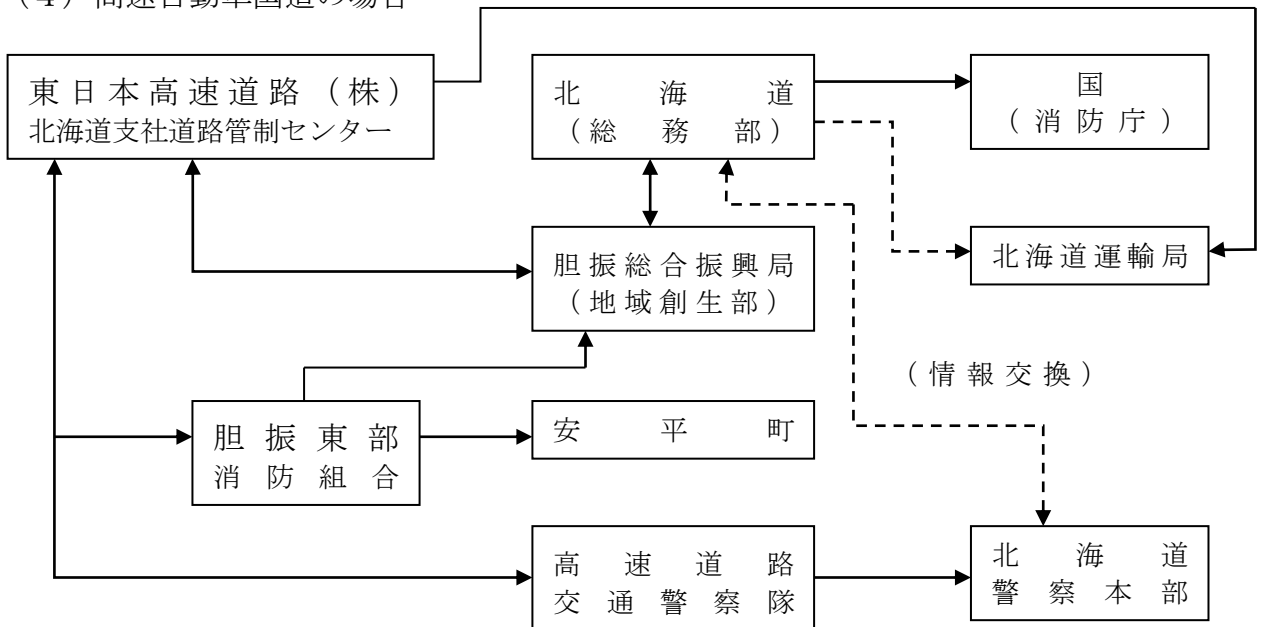 （４）高速自動車国道の場合
東日本高速道路（株）
北海道支社道路管制センター
北海道
（総務部）
国
（消防庁）
胆振総合振興局
（地域創生部）
北海道運輸局
（情報交換）
胆振東部
消防組合
安平町
高速道路
交通警察隊
北海道
警察本部